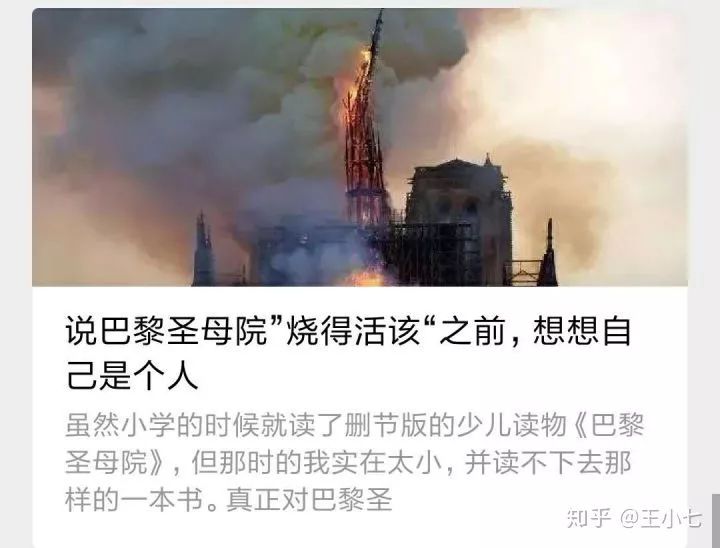 说巴黎圣母院”烧得活该“之前，想想自
己是个人
虽然小学的时候就读了删节版的少儿读物《巴黎
圣母院》，但那时的我实在太小，并读不下去那
样的一本书。真正对巴黎圣
知乎 @王小七